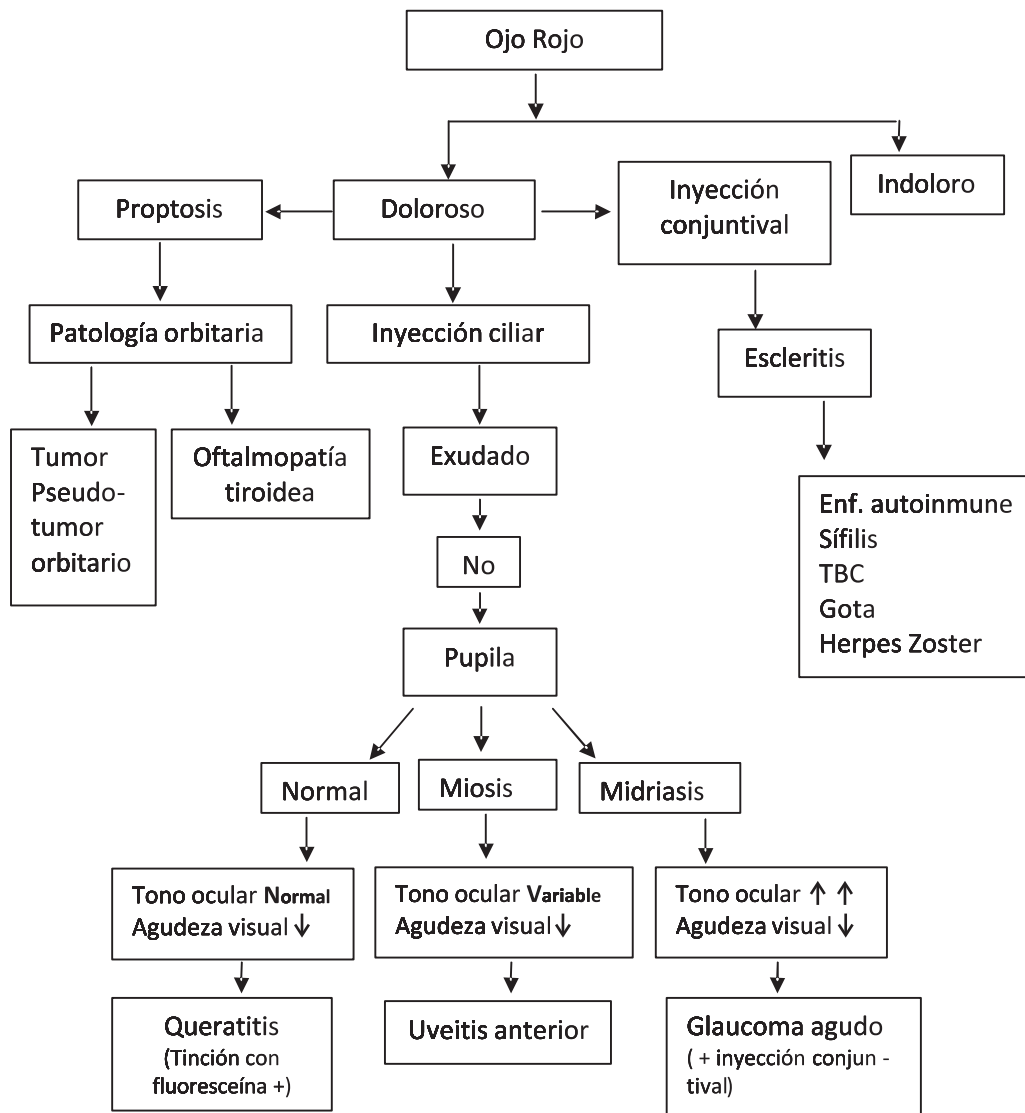 Ojo Rojo
Indoloro
Inyección
conjuntival
Doloroso
Proptosis
Patología orbitaria
Inyección ciliar
Escleritis
Tumor
Pseudo-
tumor
orbitario
Oftalmopatía
tiroidea
Exudado
Enf. autoinmune
Sífilis
TBC
Gota
Herpes Zoster
No
Pupila
Normal
Miosis
Midriasis
Tono ocular Normal
Agudeza visual ↓
Tono ocular Variable
Agudeza visual ↓
Tono ocular ↑ ↑
Agudeza visual ↓
Queratitis
(Tinción con
fluoresceína +)
Uveitis anterior
Glaucoma agudo
( + inyección conjun -
tival)